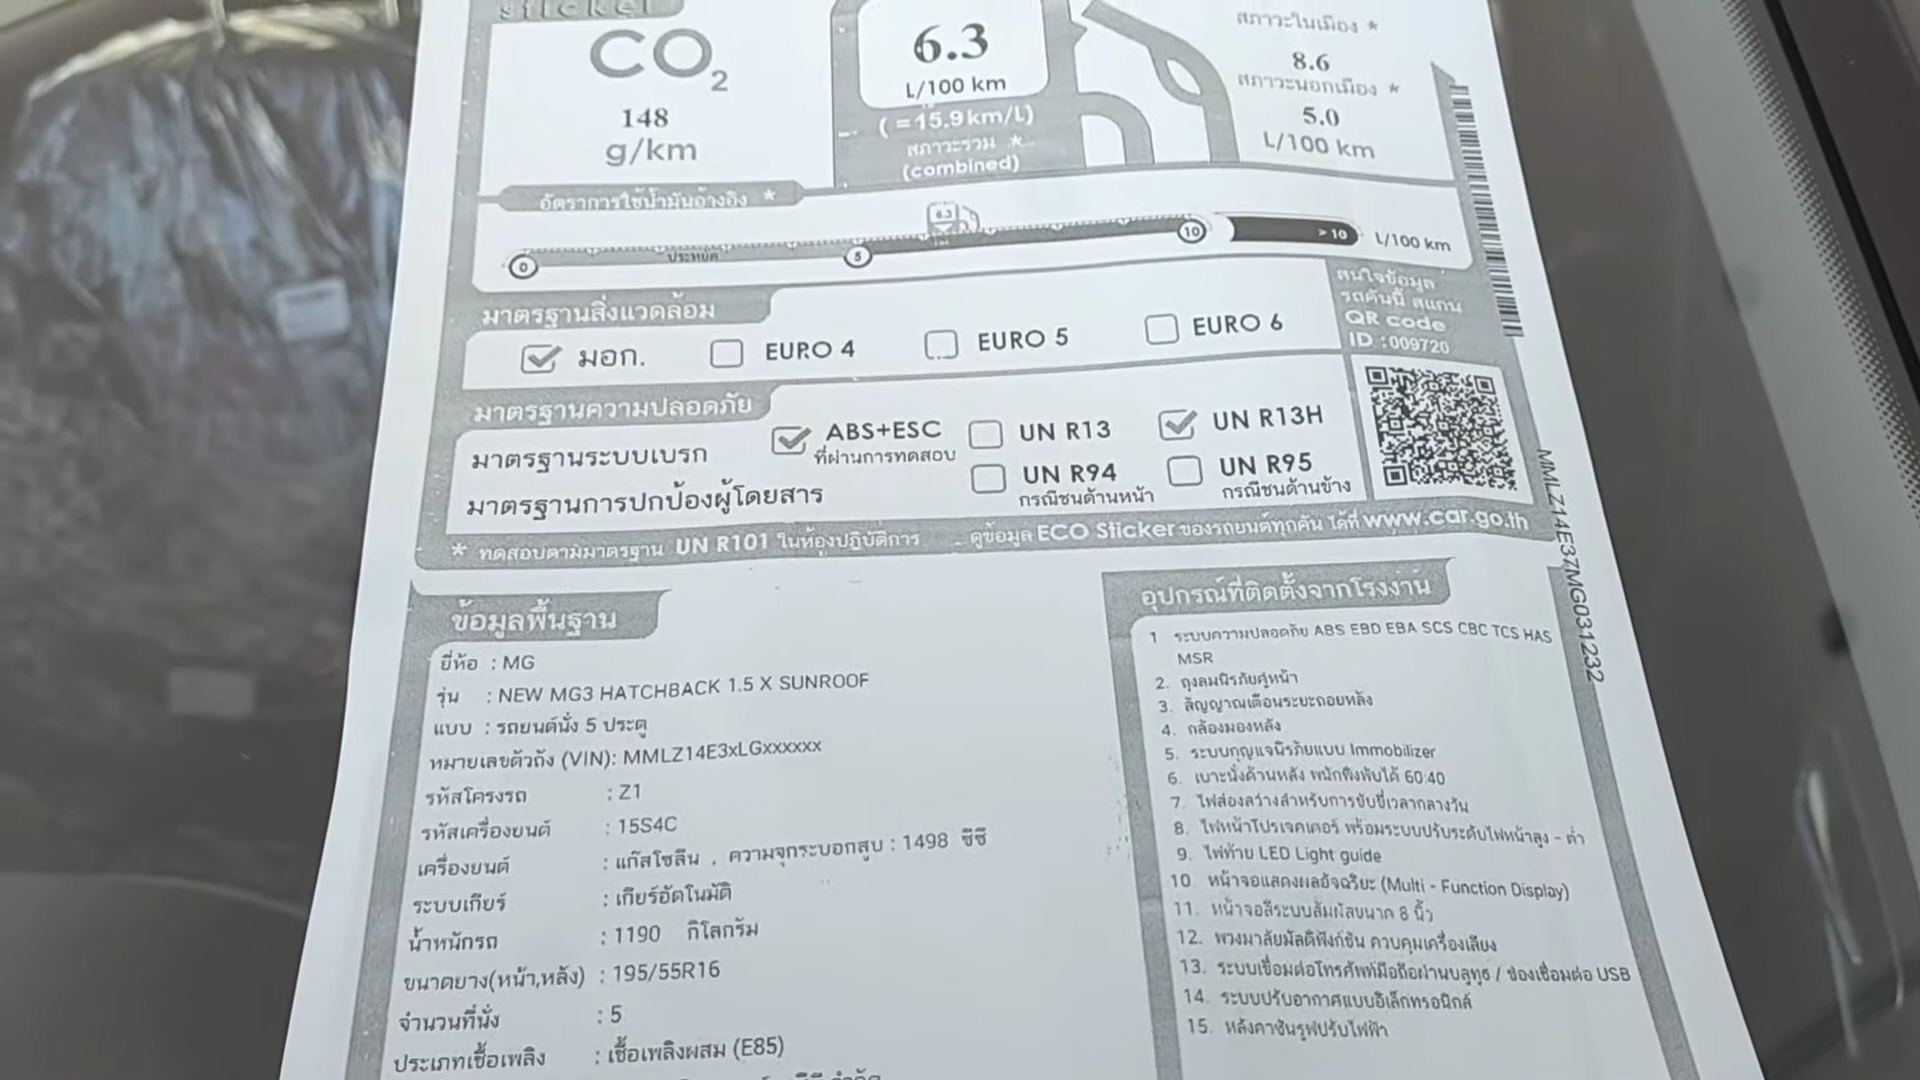 sticker
CO2
148
g/km
6.3
L/100 km
(=15.9km/L)
สภาวะรวม *
(combined)
สภาวะในเมือง *
8.6
สภาวะนอกเมือง *
5.0
L/100 km
อัตราการใช้น้ำมันอ้างอิง *
6.3
0 ประหยัด 5 10 > 10 L/100 km
มาตรฐานสิ่งแวดล้อม
มอก. EURO 4 EURO 5 EURO 6
สนใจข้อมูล
รถคันนี้ สแกน
QR code
ID :009720
มาตรฐานความปลอดภัย
มาตรฐานระบบเบรก ABS+ESC UN R13 UN R13H
ที่ผ่านการทดสอบ
มาตรฐานการปกป้องผู้โดยสาร UN R94 UN R95
กรณีชนด้านหน้า กรณีชนด้านข้าง
* ทดสอบตามมาตรฐาน UN R101 ในห้องปฏิบัติการ ดูข้อมูล ECO Sticker ของรถยนต์ทุกคัน ได้ที่ www.car.go.th
MMLZ14E37MG031232
ข้อมูลพื้นฐาน
ยี่ห้อ : MG
รุ่น : NEW MG3 HATCHBACK 1.5 X SUNROOF
แบบ : รถยนต์นั่ง 5 ประตู
หมายเลขตัวถัง (VIN): MMLZ14E3xLGxxxxxx
รหัสโครงรถ : Z1
รหัสเครื่องยนต์ : 15S4C
เครื่องยนต์ : แก๊สโซลีน , ความจุกระบอกสูบ : 1498 ซีซี
ระบบเกียร์ : เกียร์อัตโนมัติ
น้ำหนักรถ : 1190 กิโลกรัม
ขนาดยาง(หน้า,หลัง) : 195/55R16
จำนวนที่นั่ง : 5
ประเภทเชื้อเพลิง : เชื้อเพลิงผสม (E85)
อุปกรณ์ที่ติดตั้งจากโรงงาน
1 ระบบความปลอดภัย ABS EBD EBA SCS CBC TCS HAS
MSR
2. ถุงลมนิรภัยคู่หน้า
3. สัญญาณเตือนระยะถอยหลัง
4. กล้องมองหลัง
5. ระบบกุญแจนิรภัยแบบ Immobilizer
6. เบาะนั่งด้านหลัง พนักพิงพับได้ 60:40
7. ไฟส่องสว่างสำหรับการขับขี่เวลากลางวัน
8. ไฟหน้าโปรเจคเตอร์ พร้อมระบบปรับระดับไฟหน้าสูง - ต่ำ
9. ไฟท้าย LED Light guide
10 หน้าจอแสดงผลอัจฉริยะ (Multi - Function Display)
11. หน้าจอสีระบบสัมผัสขนาด 8 นิ้ว
12. พวงมาลัยมัลติฟังก์ชัน ควบคุมเครื่องเสียง
13. ระบบเชื่อมต่อโทรศัพท์มือถือผ่านบลูทูธ / ช่องเชื่อมต่อ USB
14. ระบบปรับอากาศแบบอิเล็กทรอนิกส์
15. หลังคาซันรูฟปรับไฟฟ้า